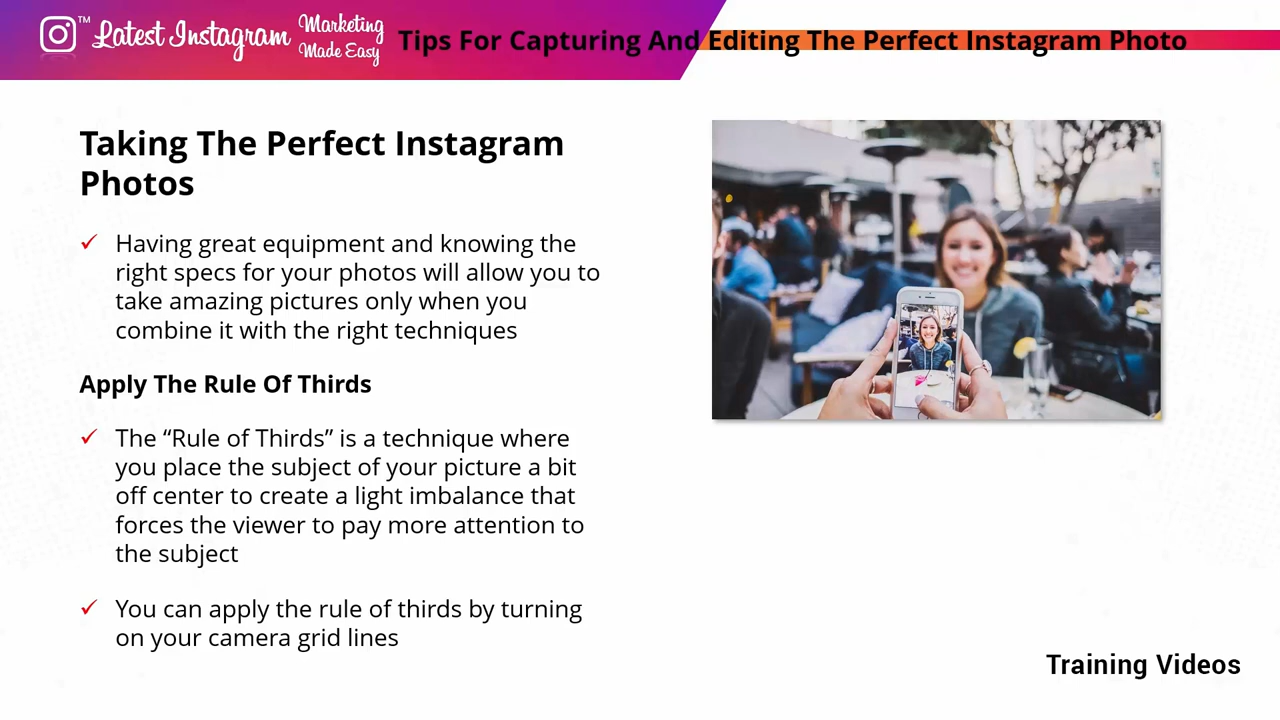 Latest Instagram Marketing Made Easy ™
Tips For Capturing And Editing The Perfect Instagram Photo
Taking The Perfect Instagram
Photos
Having great equipment and knowing the
right specs for your photos will allow you to
take amazing pictures only when you
combine it with the right techniques
Apply The Rule Of Thirds
The “Rule of Thirds” is a technique where
you place the subject of your picture a bit
off center to create a light imbalance that
forces the viewer to pay more attention to
the subject
You can apply the rule of thirds by turning
on your camera grid lines
Training Videos